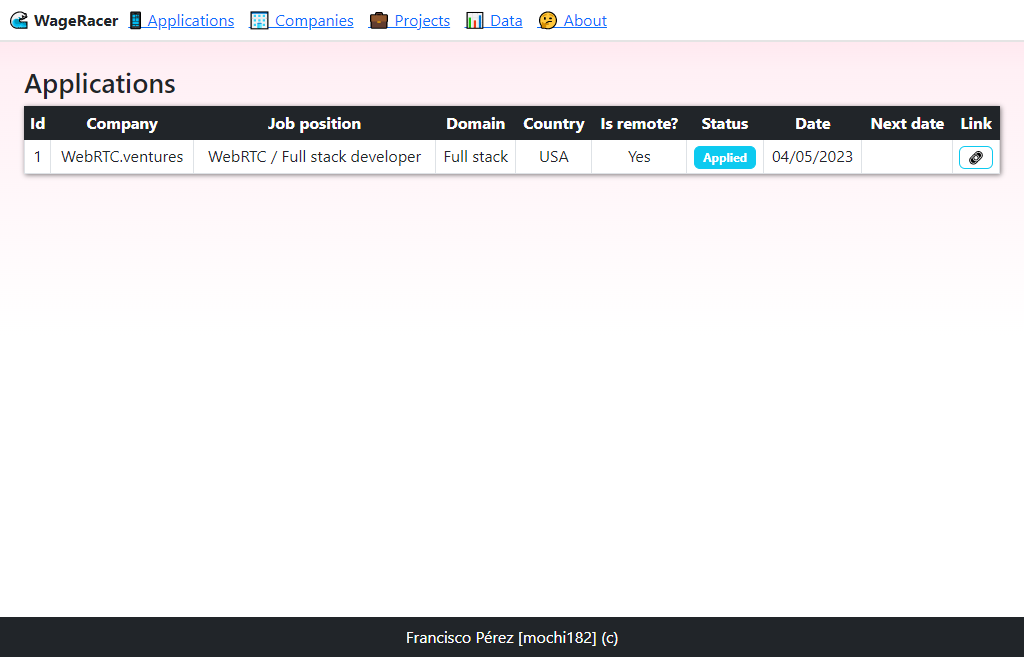 WageRacer Applications Companies Projects Data About
Applications
Id Company Job position Domain Country Is remote? Status Date Next date Link
1 WebRTC.ventures WebRTC / Full stack developer Full stack USA Yes Applied 04/05/2023
Francisco Pérez [mochi182] (c)